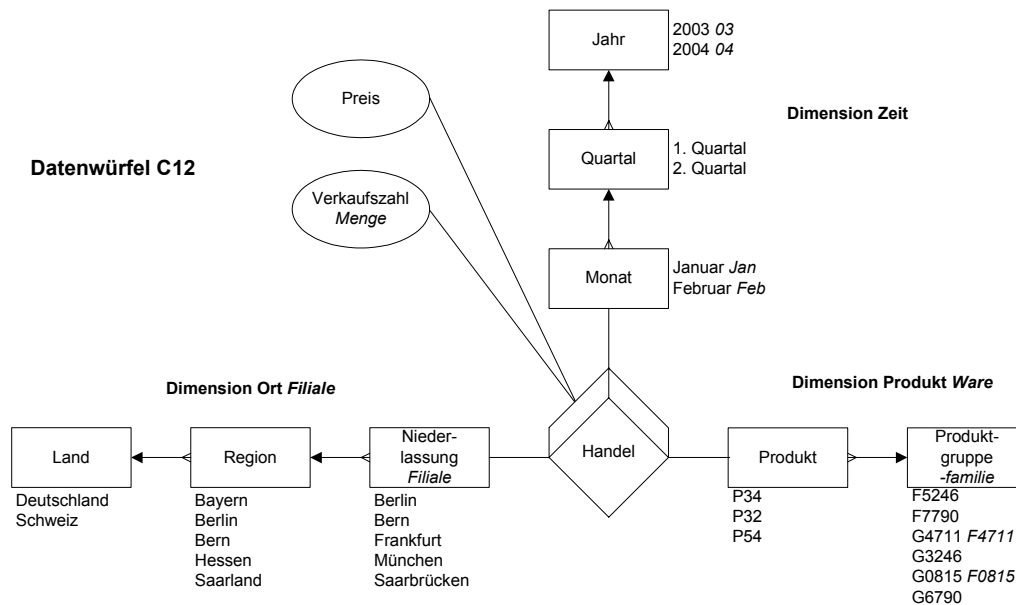 Jahr
2003 03
2004 04
Preis
Dimension Zeit
Quartal
1. Quartal
2. Quartal
Datenwürfel C12
Verkaufszahl
Menge
Monat
Januar Jan
Februar Feb
Dimension Ort Filiale
Dimension Produkt Ware
Land
Deutschland
Schweiz
Region
Bayern
Berlin
Bern
Hessen
Saarland
Nieder-
lassung
Filiale
Berlin
Bern
Frankfurt
München
Saarbrücken
Handel
Produkt
P34
P32
P54
Produkt-
gruppe
-familie
F5246
F7790
G4711 F4711
G3246
G0815 F0815
G6790